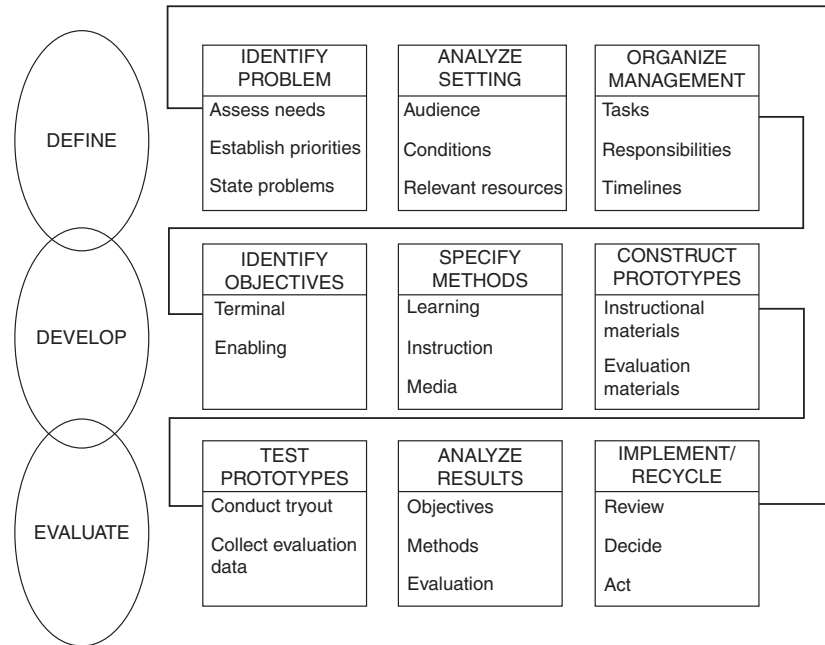 DEFINE
IDENTIFY
PROBLEM
Assess needs
Establish priorities
State problems
ANALYZE
SETTING
Audience
Conditions
Relevant resources
ORGANIZE
MANAGEMENT
Tasks
Responsibilities
Timelines
DEVELOP
IDENTIFY
OBJECTIVES
Terminal
Enabling
SPECIFY
METHODS
Learning
Instruction
Media
CONSTRUCT
PROTOTYPES
Instructional
materials
Evaluation
materials
EVALUATE
TEST
PROTOTYPES
Conduct tryout
Collect evaluation
data
ANALYZE
RESULTS
Objectives
Methods
Evaluation
IMPLEMENT/
RECYCLE
Review
Decide
Act